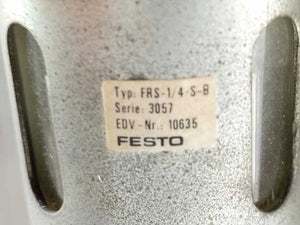 Typ: FRS-1/4-S-B
Serie: 3057
EDV-Nr.: 10635
FESTO